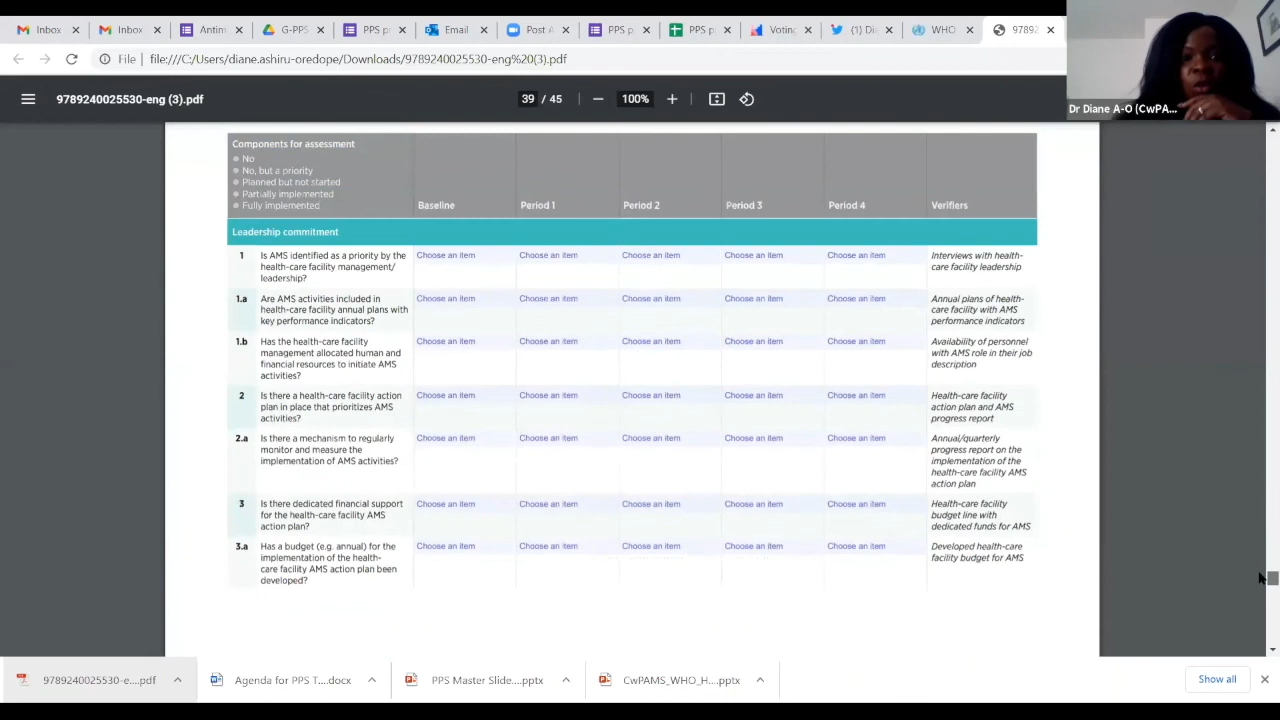 Inbox
Inbox
Antim
G-PPS
PPS p
Email
Post A
PPS p
PPS p
Voting
(1) Di
WHO
9789
File
file:///C:/Users/diane.ashiru-oredope/Downloads/9789240025530-eng%20(3).pdf
9789240025530-eng (3).pdf
39 / 45
100%
Dr Diane A-O (CwPA...
Components for assessment
No
No, but a priority
Planned but not started
Partially implemented
Fully implemented
Baseline Period 1 Period 2 Period 3 Period 4 Verifiers
Leadership commitment
1 Is AMS identified as a priority by the
health-care facility management/
leadership?
Choose an item Choose an item Choose an item Choose an item Choose an item
Interviews with health-
care facility leadership
1.a Are AMS activities included in
health-care facility annual plans with
key performance indicators?
Choose an item Choose an item Choose an item Choose an item Choose an item
Annual plans of health-
care facility with AMS
performance indicators
1.b Has the health-care facility
management allocated human and
financial resources to initiate AMS
activities?
Choose an item Choose an item Choose an item Choose an item Choose an item
Availability of personnel
with AMS role in their job
description
2 Is there a health-care facility action
plan in place that prioritizes AMS
activities?
Choose an item Choose an item Choose an item Choose an item Choose an item
Health-care facility
action plan and AMS
progress report
2.a Is there a mechanism to regularly
monitor and measure the
implementation of AMS activities?
Choose an item Choose an item Choose an item Choose an item Choose an item
Annual/quarterly
progress report on the
implementation of the
health-care facility AMS
action plan
3 Is there dedicated financial support
for the health-care facility AMS
action plan?
Choose an item Choose an item Choose an item Choose an item Choose an item
Health-care facility
budget line with
dedicated funds for AMS
3.a Has a budget (e.g. annual) for the
implementation of the health-
care facility AMS action plan been
developed?
Choose an item Choose an item Choose an item Choose an item Choose an item
Developed health-care
facility budget for AMS
9789240025530-e....pdf
Agenda for PPS T....docx
PPS Master Slide....pptx
CwPAMS_WHO_H....pptx
Show all